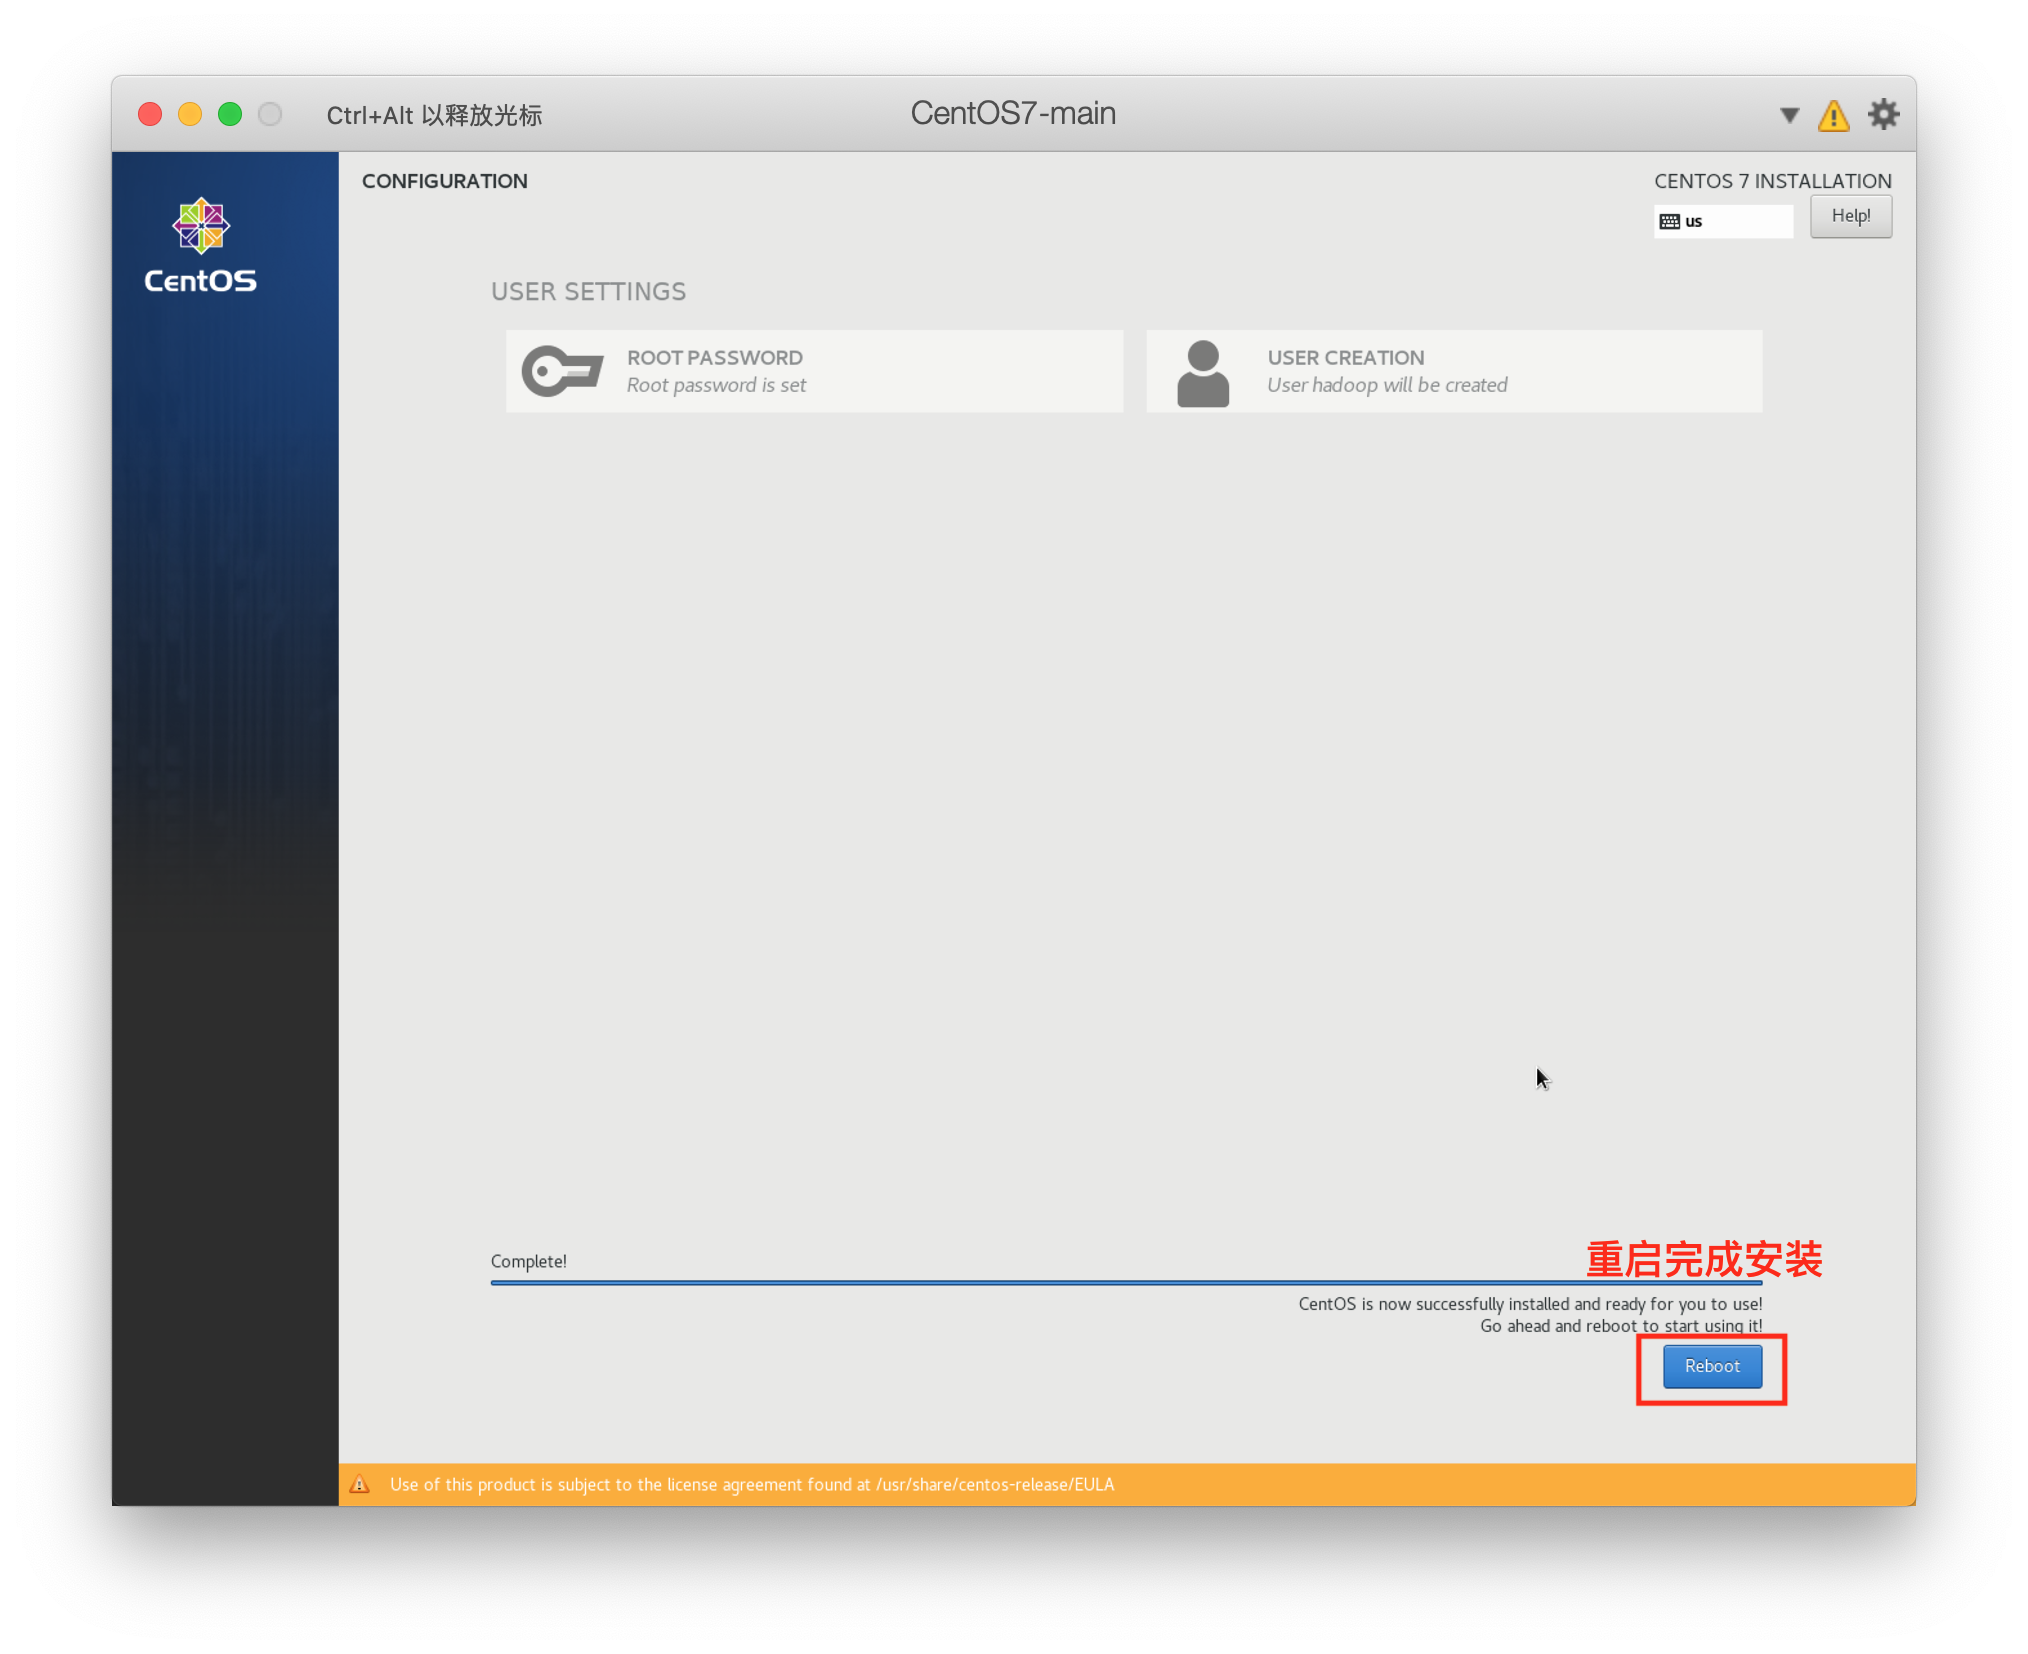 Ctrl+Alt 以释放光标
CentOS7-main
CentOS
CONFIGURATION
CENTOS 7 INSTALLATION
us
Help!
USER SETTINGS
ROOT PASSWORD
Root password is set
USER CREATION
User hadoop will be created
Complete!
重启完成安装
CentOS is now successfully installed and ready for you to use!
Go ahead and reboot to start using it!
Reboot
Use of this product is subject to the license agreement found at /usr/share/centos-release/EULA